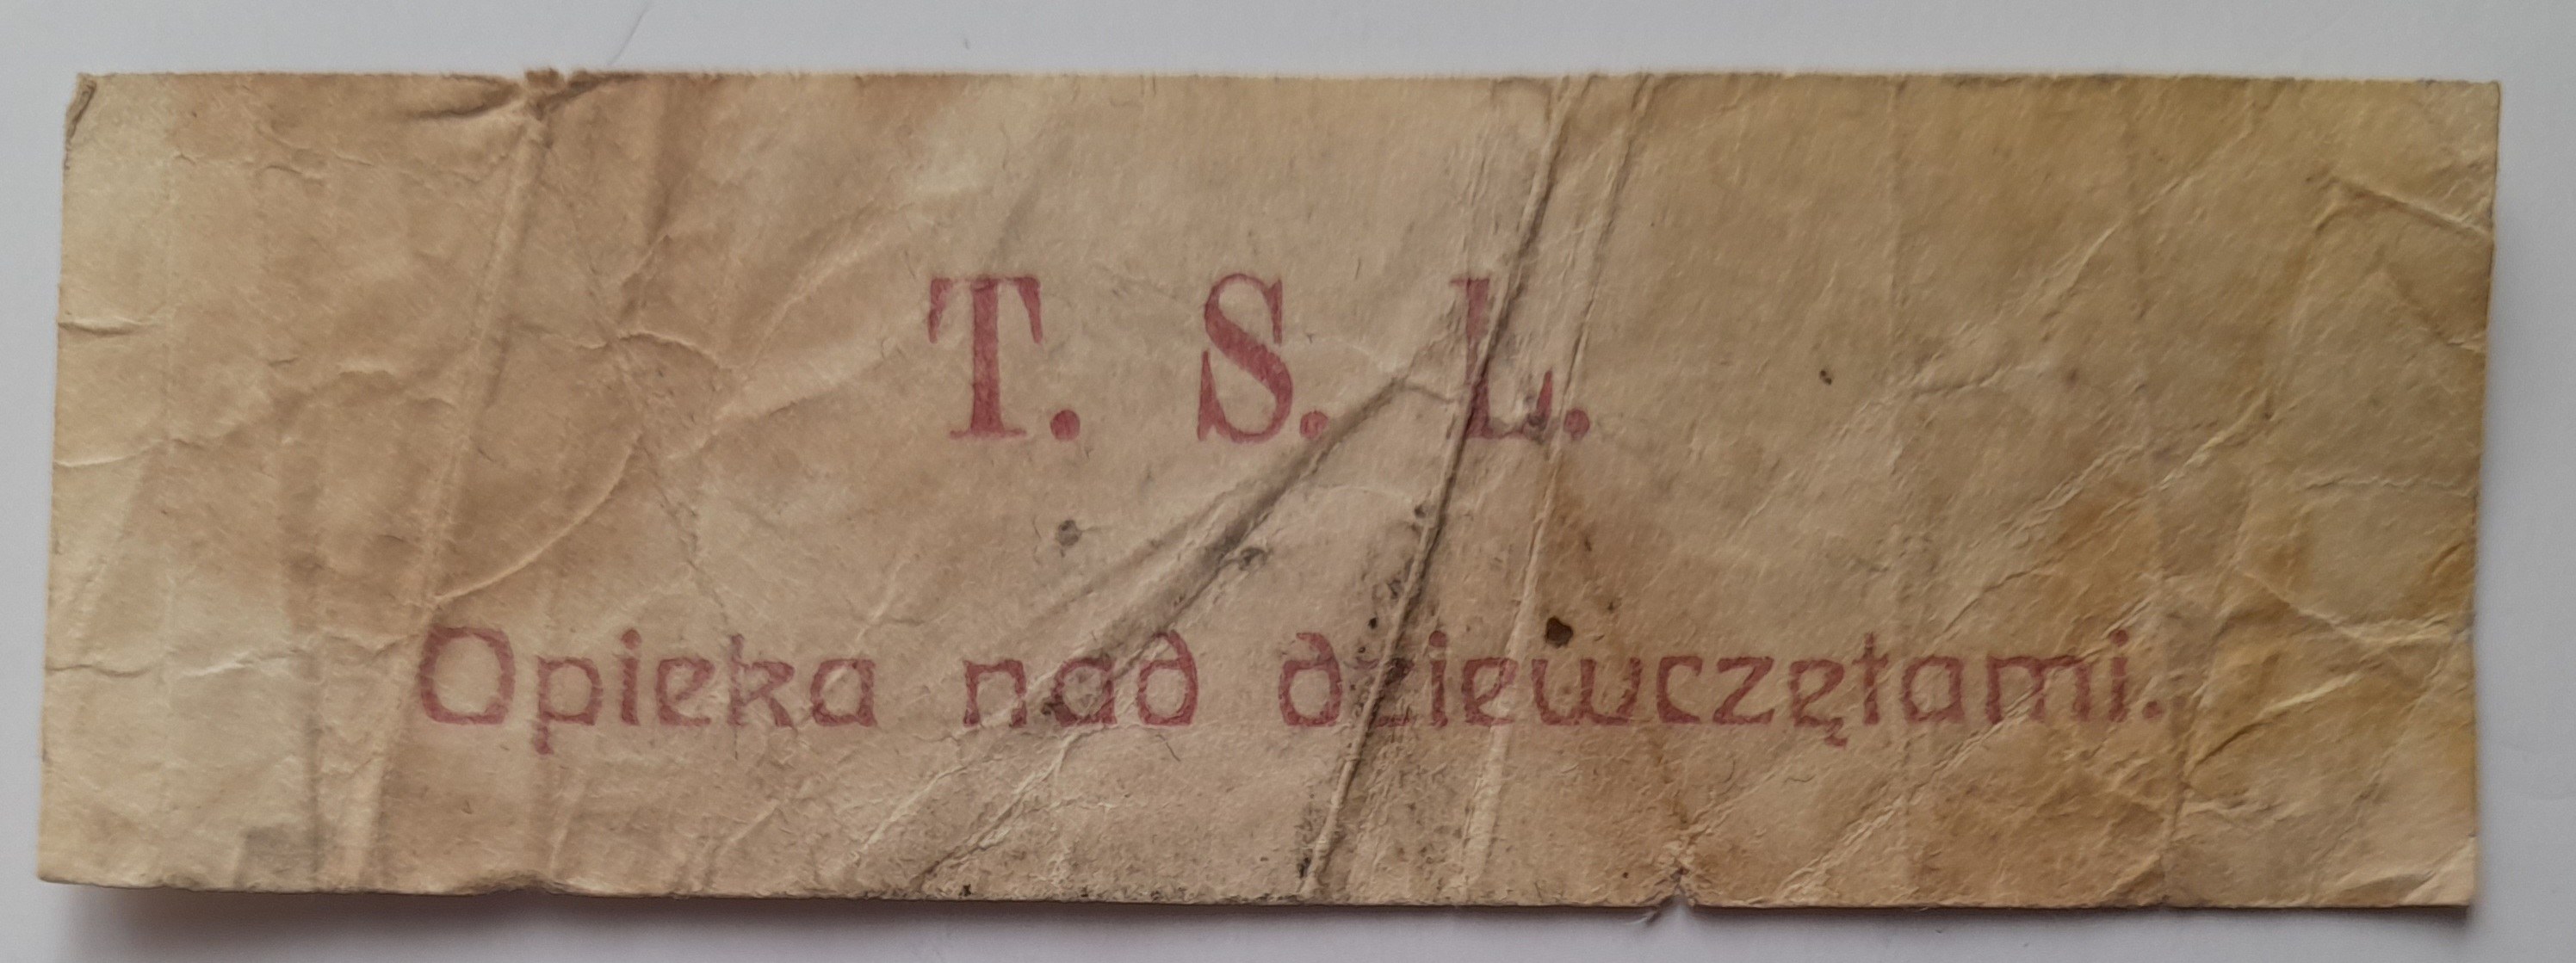 T. S. L.
Opieka nad dziewczętami.